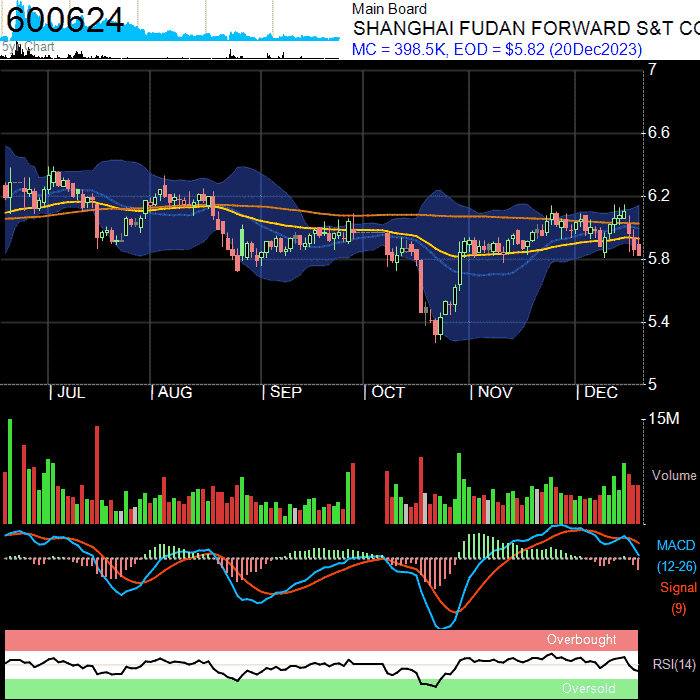 600624
5yr Chart
Main Board
SHANGHAI FUDAN FORWARD S&T CO
MC = 398.5K, EOD = $5.82 (20Dec2023)
7
6.6
6.2
5.8
5.4
5
JUL
AUG
SEP
OCT
NOV
DEC
15M
Volume
MACD
(12-26)
Signal
(9)
Overbought
RSI(14)
Oversold